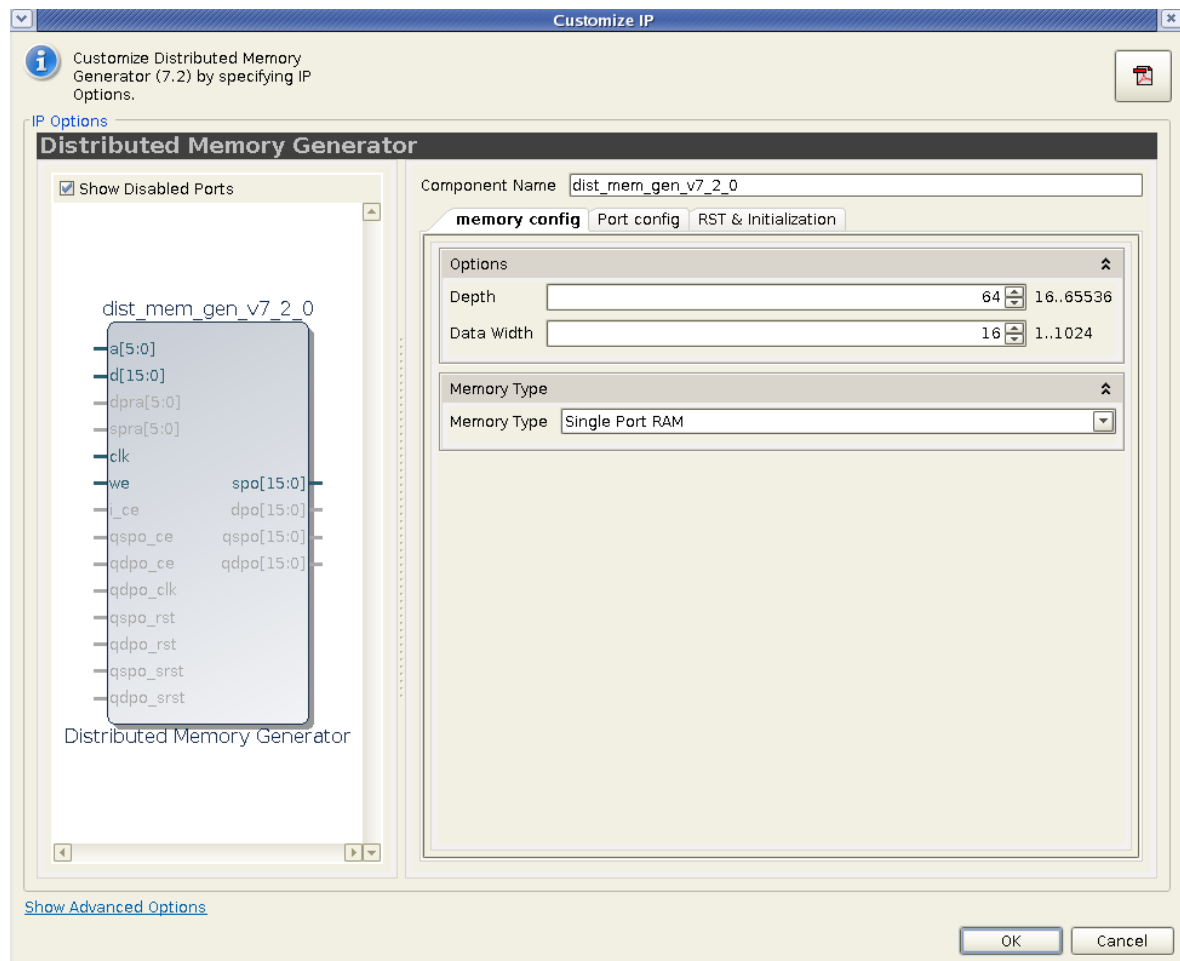 Customize IP
Customize Distributed Memory
Generator (7.2) by specifying IP
Options.
IP Options
Distributed Memory Generator
Show Disabled Ports
dist_mem_gen_v7_2_0
a[5:0]
d[15:0]
dpra[5:0]
spra[5:0]
clk
we spo[15:0]
i_ce dpo[15:0]
qspo_ce qspo[15:0]
qdpo_ce qdpo[15:0]
qdpo_clk
qspo_rst
qdpo_rst
qspo_srst
qdpo_srst
Distributed Memory Generator
Component Name dist_mem_gen_v7_2_0
memory config Port config RST & Initialization
Options
Depth 64 16..65536
Data Width 16 1..1024
Memory Type
Memory Type Single Port RAM
Show Advanced Options
OK Cancel